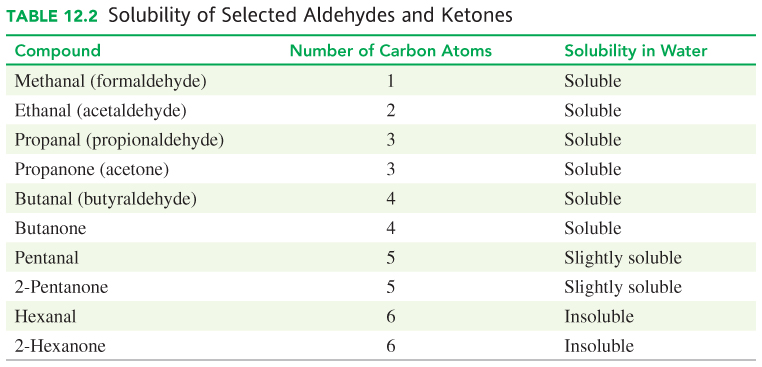 TABLE 12.2 Solubility of Selected Aldehydes and Ketones
Compound Number of Carbon Atoms Solubility in Water
Methanal (formaldehyde) 1 Soluble
Ethanal (acetaldehyde) 2 Soluble
Propanal (propionaldehyde) 3 Soluble
Propanone (acetone) 3 Soluble
Butanal (butyraldehyde) 4 Soluble
Butanone 4 Soluble
Pentanal 5 Slightly soluble
2-Pentanone 5 Slightly soluble
Hexanal 6 Insoluble
2-Hexanone 6 Insoluble